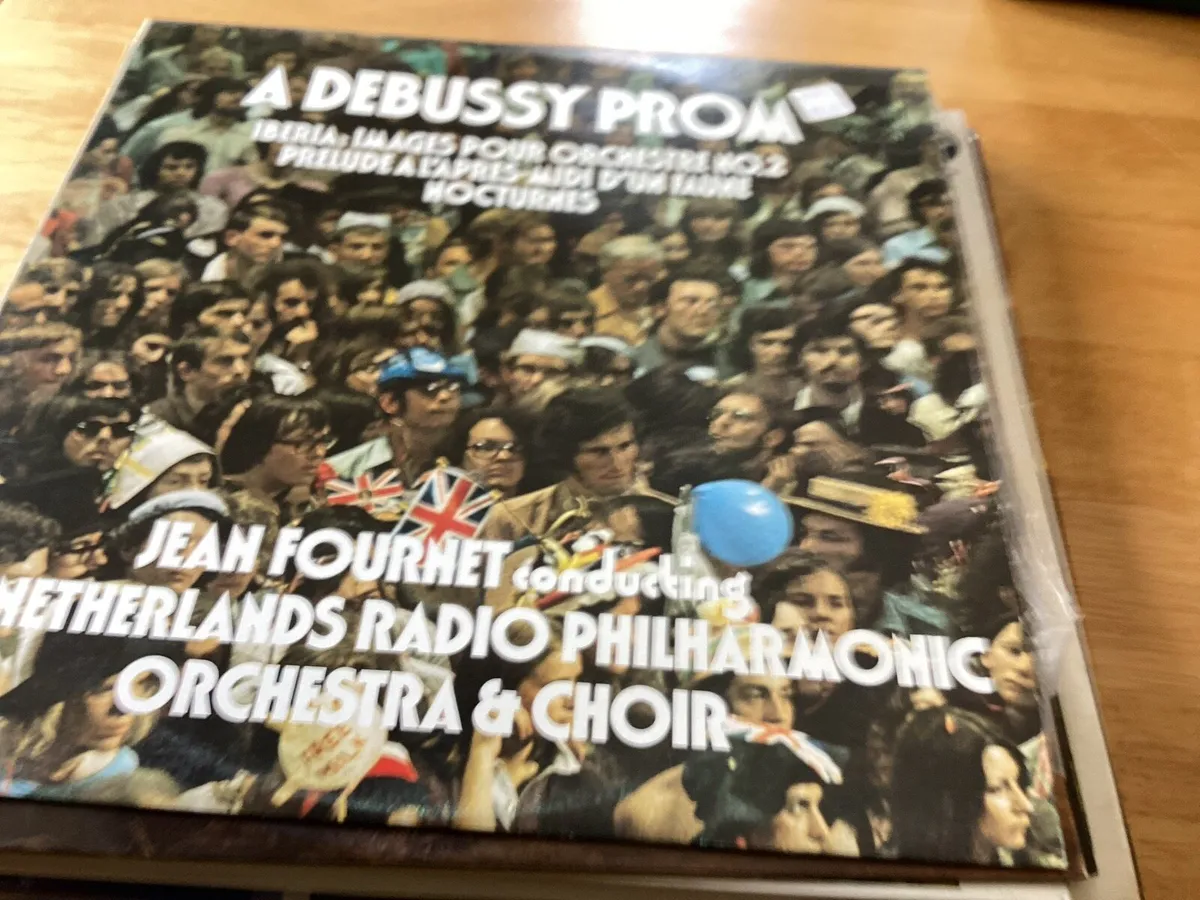 A DEBUSSY PROM
IBERIA: IMAGES POUR ORCHESTRE NO.2
PRELUDE A L'APRES-MIDI D'UN FAUNE
NOCTURNES
JEAN FOURNET conducting
NETHERLANDS RADIO PHILHARMONIC
ORCHESTRA & CHOIR